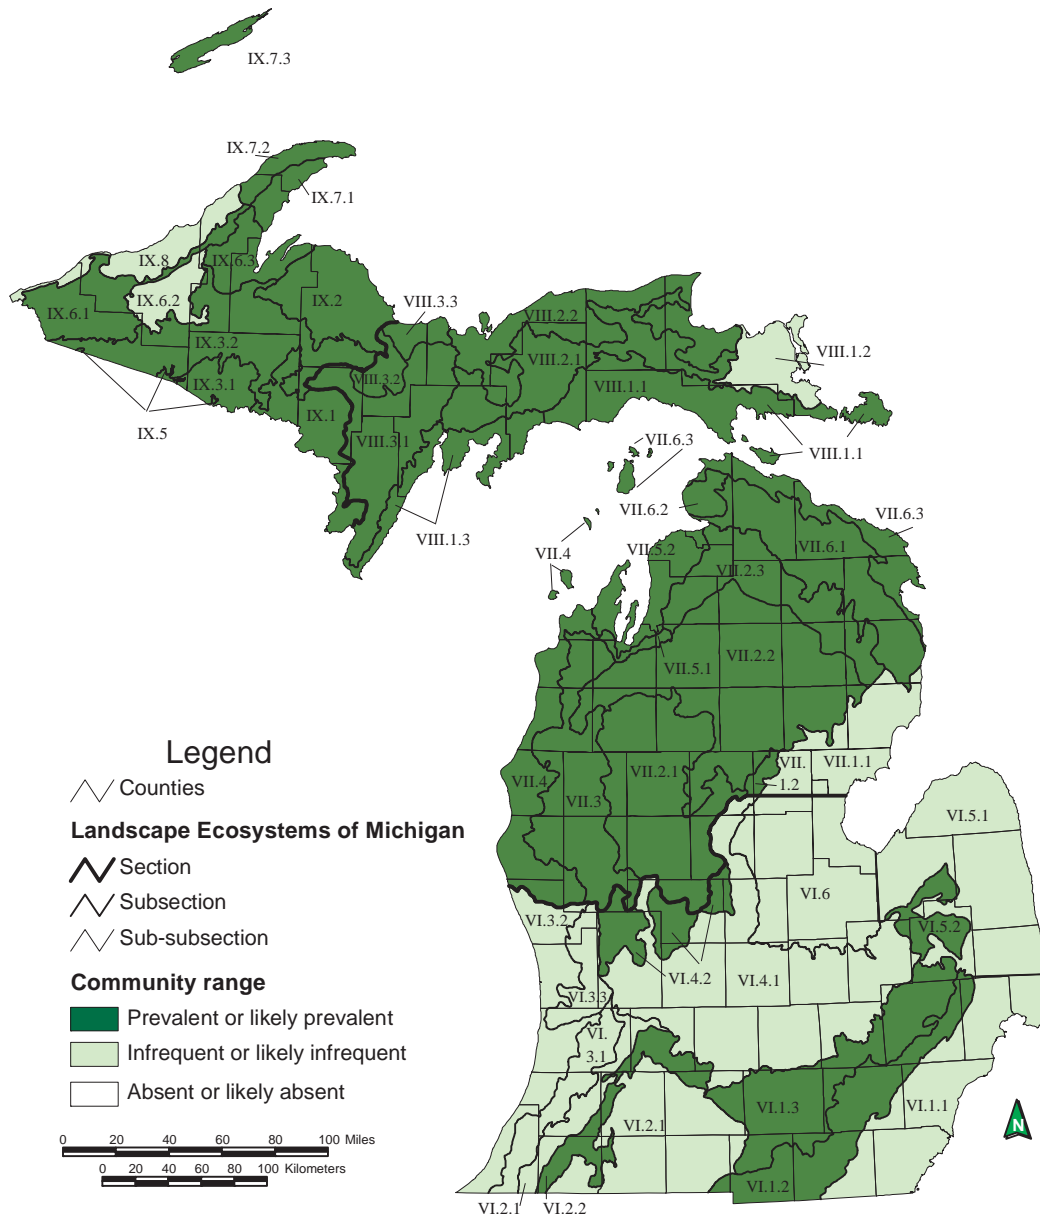 IX.7.3
IX.7.2
IX.7.1
IX.8
IX.6.3
IX.6.2
IX.2
IX.6.1
VIII.3.3
VIII.2.2
IX.3.2
VIII.2.1
VIII.1.2
VIII.3.2
IX.3.1
VIII.1.1
IX.1
IX.5
VIII.3.1
VII.6.3
VIII.1.1
VII.6.2
VII.6.3
VIII.1.3
VII.4
VII.5.2
VII.6.1
VII.2.3
VII.5.1
VII.2.2
Legend
Counties
Landscape Ecosystems of Michigan
Section
Subsection
Sub-subsection
Community range
Prevalent or likely prevalent
Infrequent or likely infrequent
Absent or likely absent
0 20 40 60 80 100 Miles
0 20 40 60 80 100 Kilometers
VII.4
VII.3
VII.2.1
VII.
1.2
VII.1.1
VI.5.1
VI.6
VI.3.2
VI.5.2
VI.4.2
VI.4.1
VI.3.3
VI.
3.1
VI.1.3
VI.1.1
VI.2.1
VI.1.2
VI.2.1
VI.2.2
N